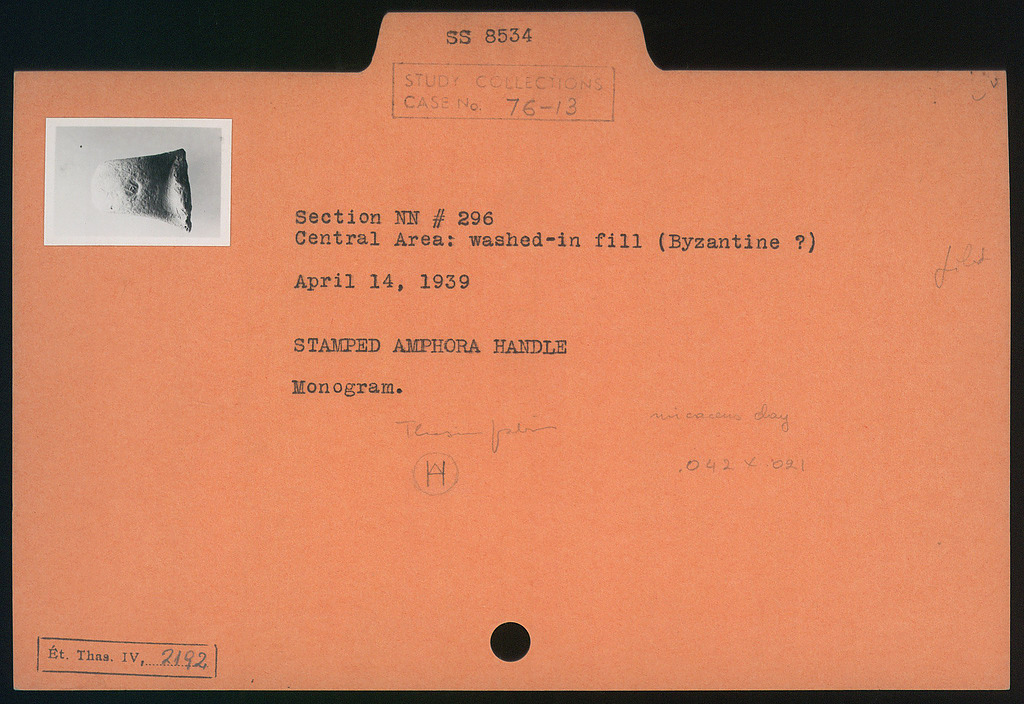 SS 8534
STUDY COLLECTIONS
CASE No. 76-13
Section NN # 296
Central Area: washed-in fill (Byzantine ?)
April 14, 1939
STAMPED AMPHORA HANDLE
Monogram.
micaceous clay
.042 x .021
Ét. Thas. IV, 2192